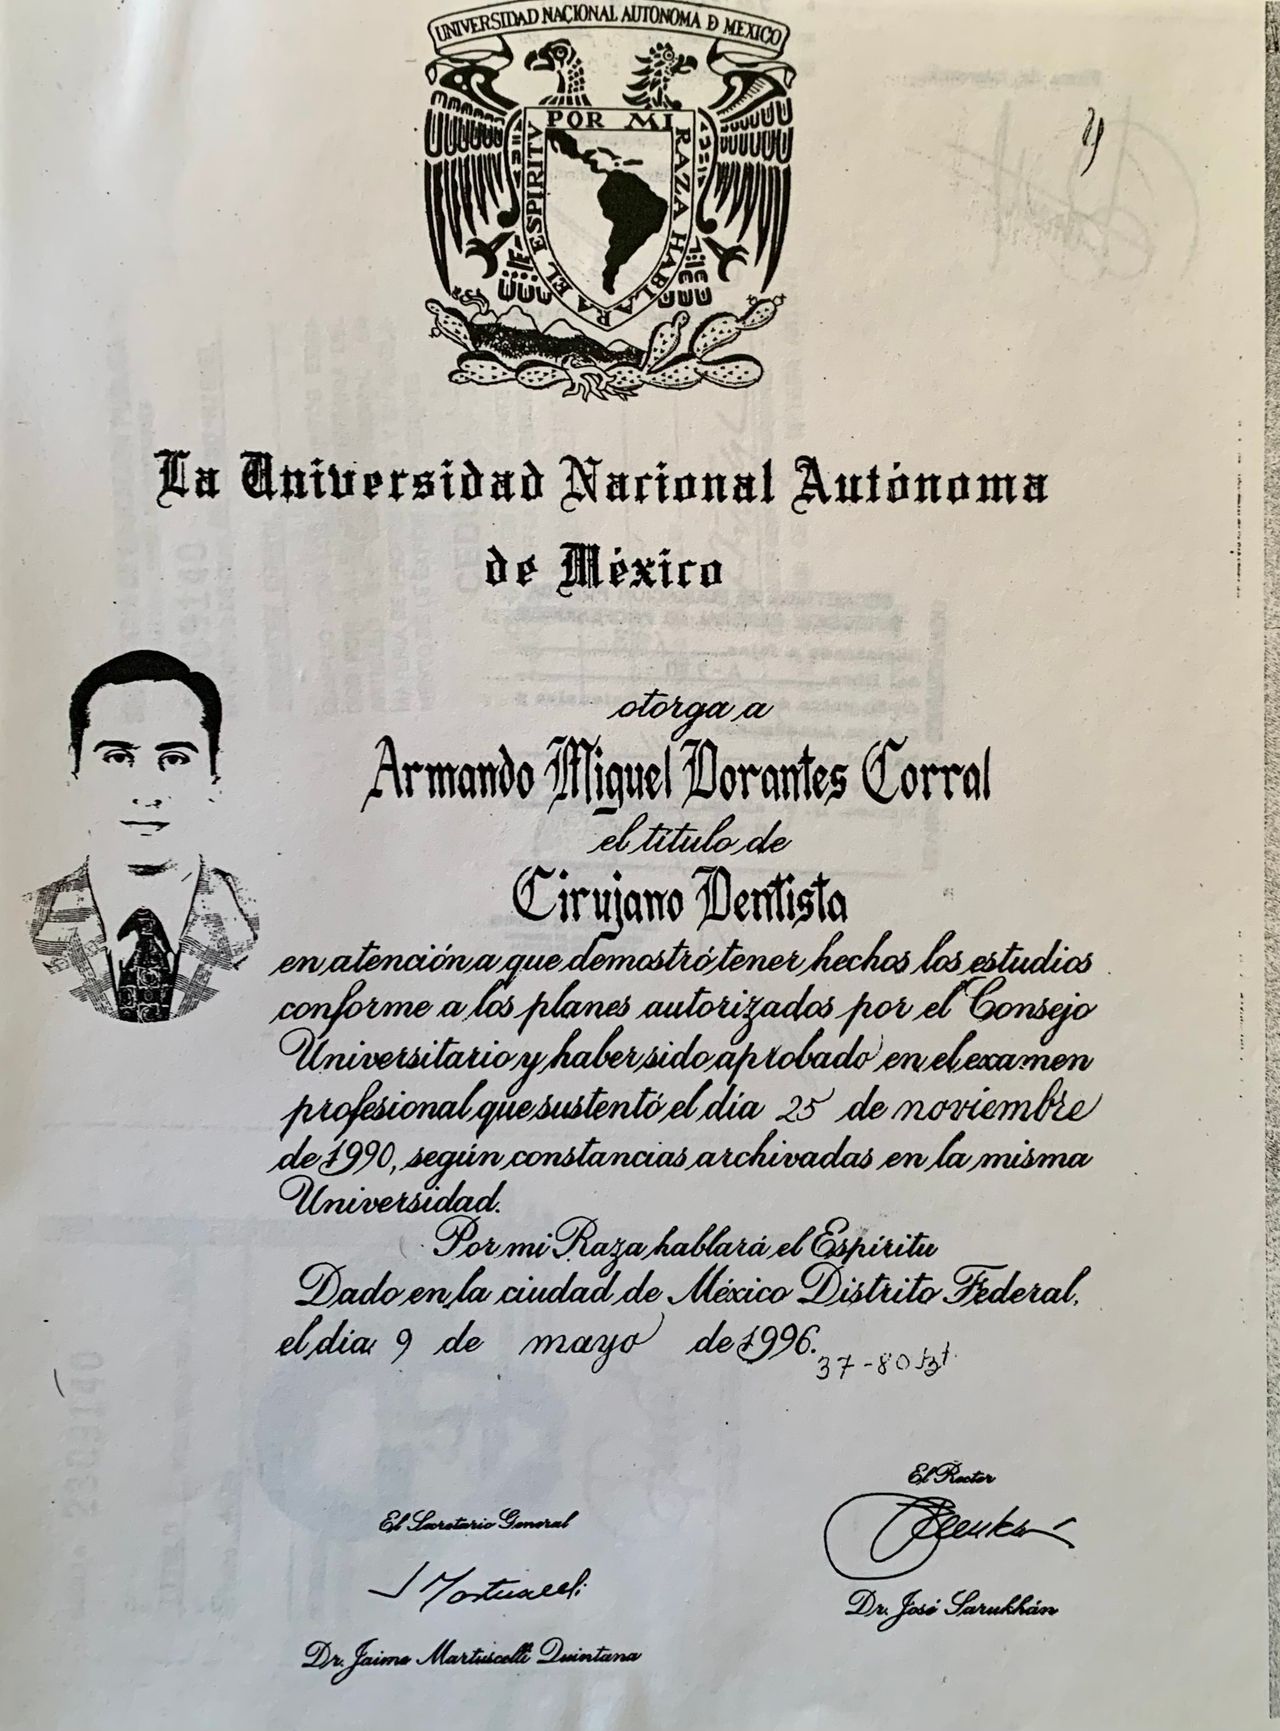 UNIVERSIDAD NACIONAL AUTONOMA D MEXICO
POR MI RAZA HABLARA EL ESPIRITU
La Universidad Nacional Autónoma
de México
otorga a
Armando Miguel Dorantes Corral
el título de
Cirujano Dentista
en atención a que demostró tener hechos los estudios
conforme a los planes autorizados por el Consejo
Universitario y haber sido aprobado en el examen
profesional que sustentó el día 25 de noviembre
de 1990, según constancias archivadas en la misma
Universidad.
Por mi Raza hablará el Espíritu
Dado en la ciudad de México Distrito Federal,
el día 9 de mayo de 1996.
37-80
El Rector
El Secretario General
Dr. José Sarukhán
Dr. Jaime Martuscelli Quintana